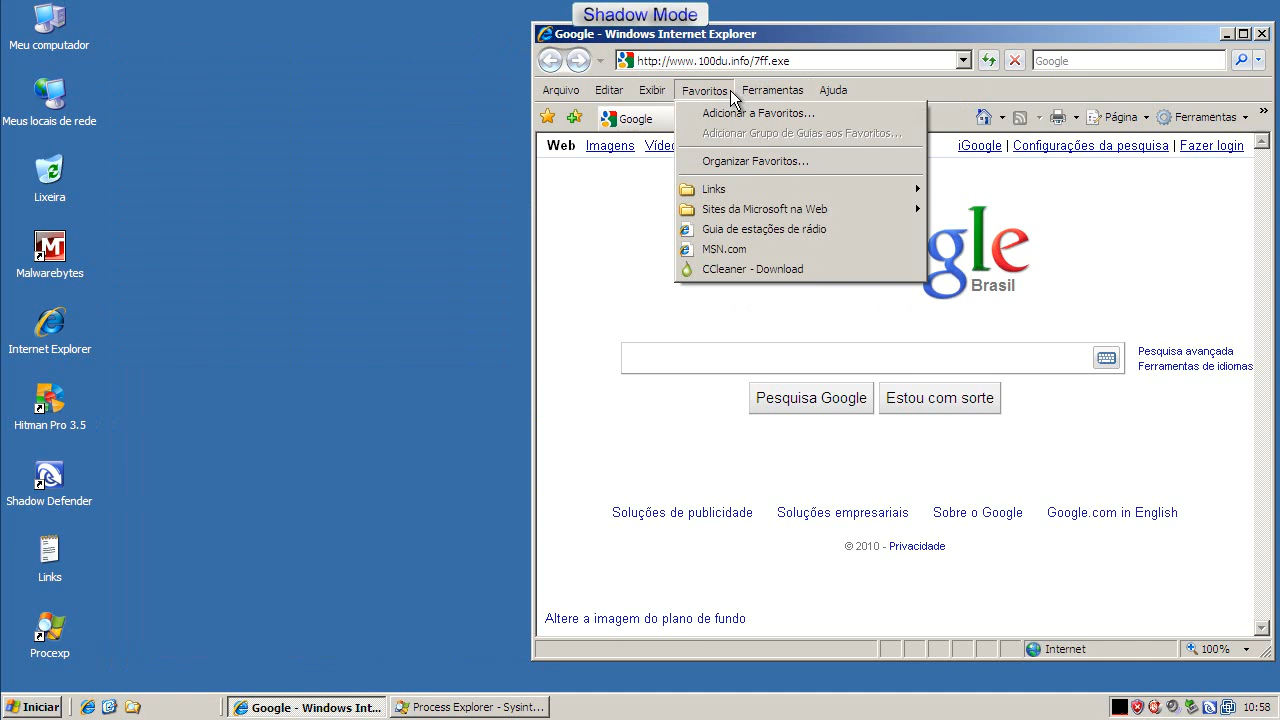 Shadow Mode
Meu computador
Meus locais de rede
Lixeira
Malwarebytes
Internet Explorer
Hitman Pro 3.5
Shadow Defender
Links
Procexp
Google - Windows Internet Explorer
http://www.100du.info/7ff.exe
Google
Arquivo Editar Exibir Favoritos Ferramentas Ajuda
Google
Página Ferramentas
Adicionar a Favoritos...
Adicionar Grupo de Guias aos Favoritos...
Organizar Favoritos...
Links
Sites da Microsoft na Web
Guia de estações de rádio
MSN.com
CCleaner - Download
Web Imagens Víde
iGoogle | Configurações da pesquisa | Fazer login
gle
Brasil
Pesquisa avançada
Ferramentas de idiomas
Pesquisa Google Estou com sorte
Soluções de publicidade Soluções empresariais Sobre o Google Google.com in English
© 2010 - Privacidade
Altere a imagem do plano de fundo
Internet 100%
Iniciar Google - Windows Int... Process Explorer - Sysint... 10:58